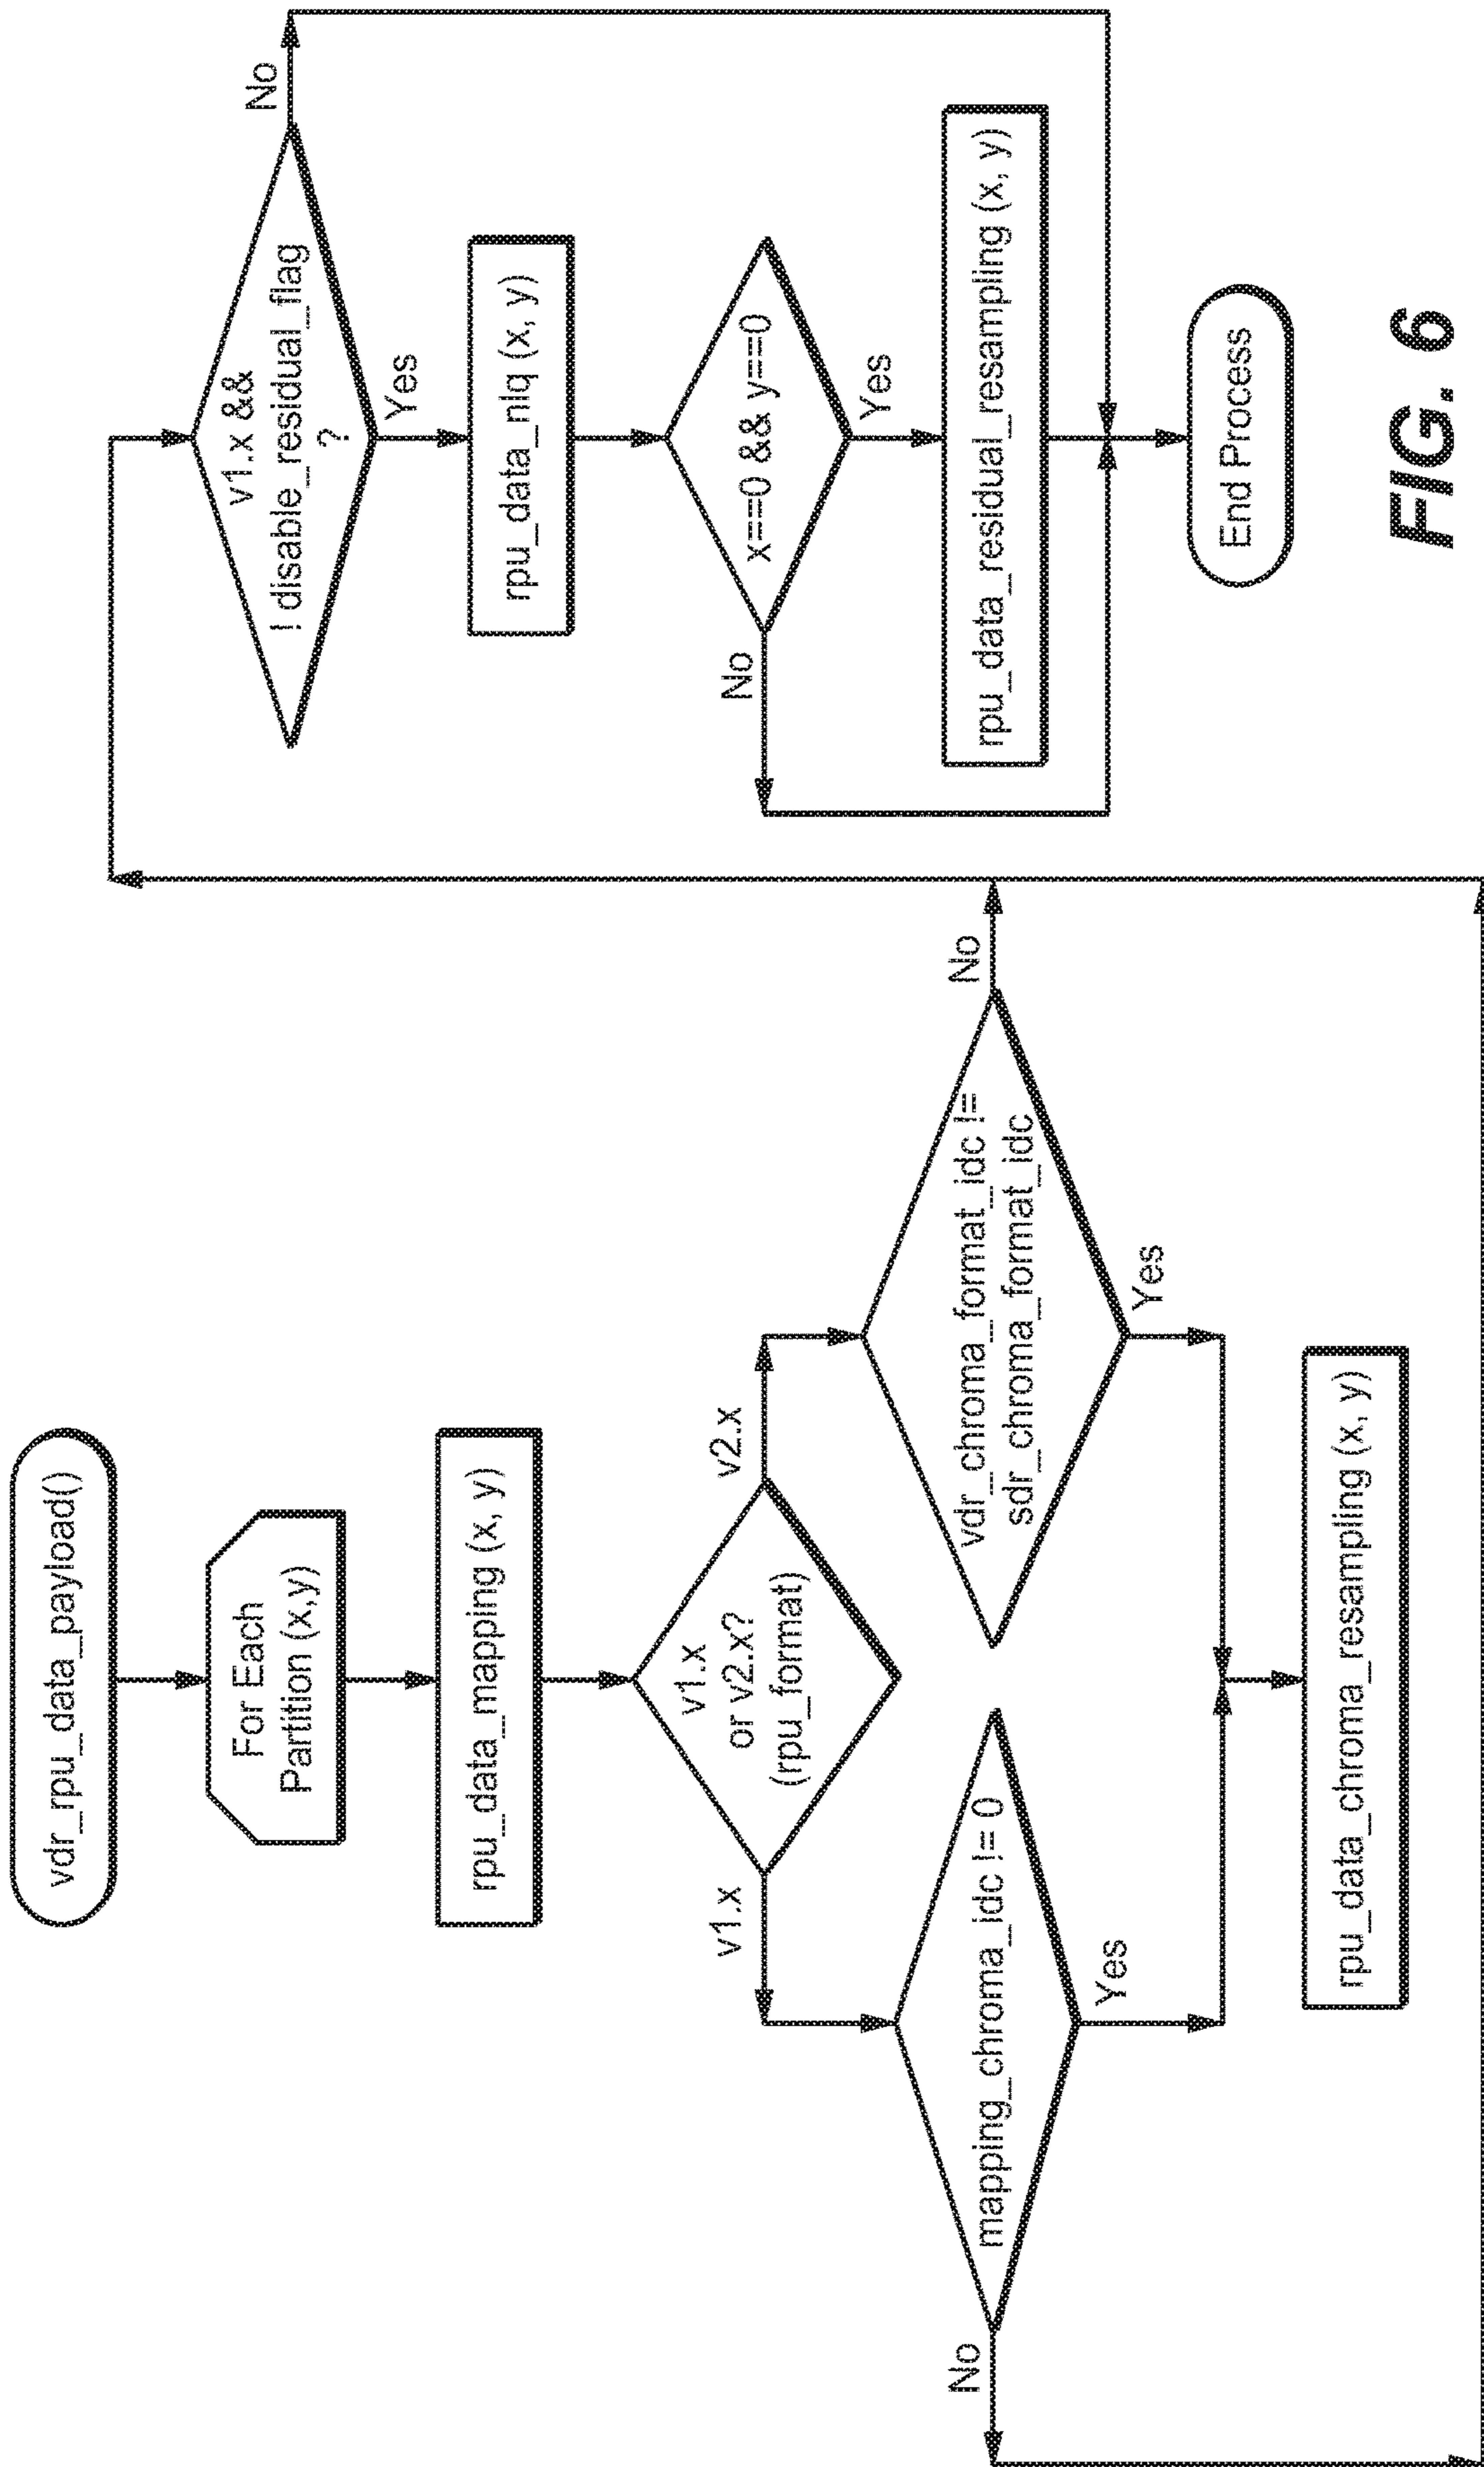 vdr_rpu_data_payload()
For Each
Partition (x,y)
rpu_data_mapping (x, y)
v1.x
or v2.x?
(rpu_format)
v1.x
v2.x
mapping_chroma_idc != 0
No
Yes
vdr_chroma_format_idc !=
sdr_chroma_format_idc
No
Yes
rpu_data_chroma_resampling (x, y)
v1.x &&
! disable_residual_flag
?
No
Yes
rpu_data_nlq (x, y)
x==0 && y==0
No
Yes
rpu_data_residual_resampling (x, y)
End Process
FIG. 6